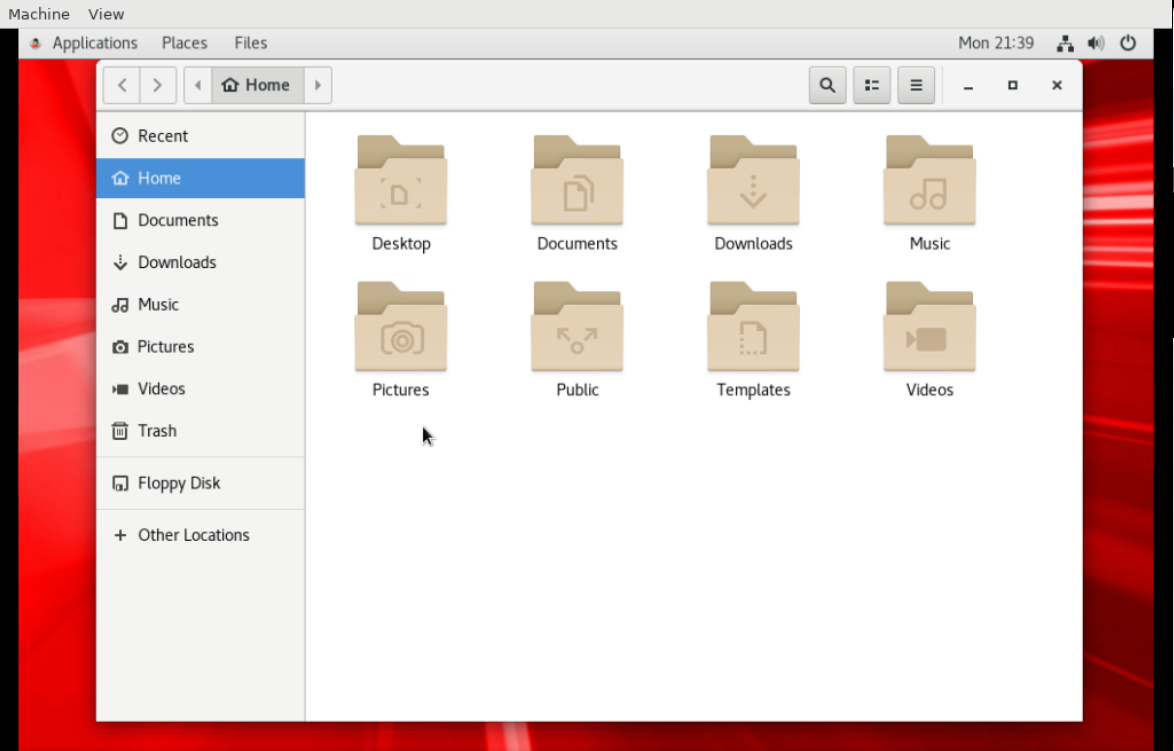 Machine View
Applications Places Files Mon 21:39
Home
Recent
Home
Documents
Downloads
Music
Pictures
Videos
Trash
Floppy Disk
Other Locations
Desktop Documents Downloads Music
Pictures Public Templates Videos